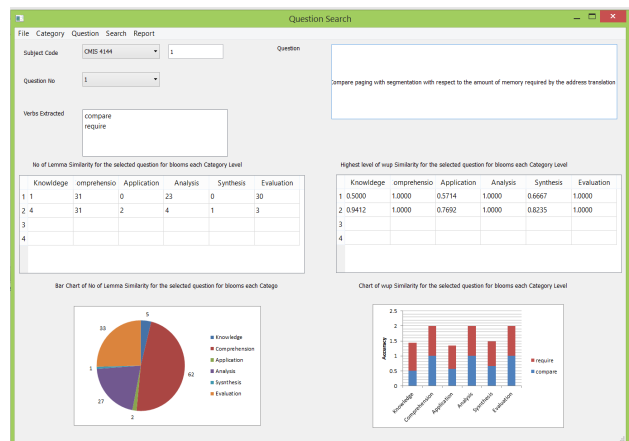 Question Search
File Category Question Search Report
Subject Code CMIS 4144 1 Question
Compare paging with segmentation with respect to the amount of memory required by the address translation
Question No 1
Verbs Extracted compare
require
No of Lemma Similarity for the selected question for blooms each Category Level
Highest level of wup Similarity for the selected question for blooms each Category Level
Knowldege omprehensio Application Analysis Synthesis Evaluation
1 1 31 0 23 0 30
2 4 31 2 4 1 3
3
4
Knowldege omprehensio Application Analysis Synthesis Evaluation
1 0.5000 1.0000 0.5714 1.0000 0.6667 1.0000
2 0.9412 1.0000 0.7692 1.0000 0.8235 1.0000
3
4
Bar Chart of No of Lemma Similarity for the selected question for blooms each Catego
Chart of wup Similarity for the selected question for blooms each Category Level
5
33
62
1
27
2
Knowledge
Comprehension
Application
Analysis
Sysnthesis
Evaluation
2.5
2
1.5
1
0.5
0
Accuracy
Knowledge
Comprehension
Application
Analysis
Sysnthesis
Evaluation
require
compare